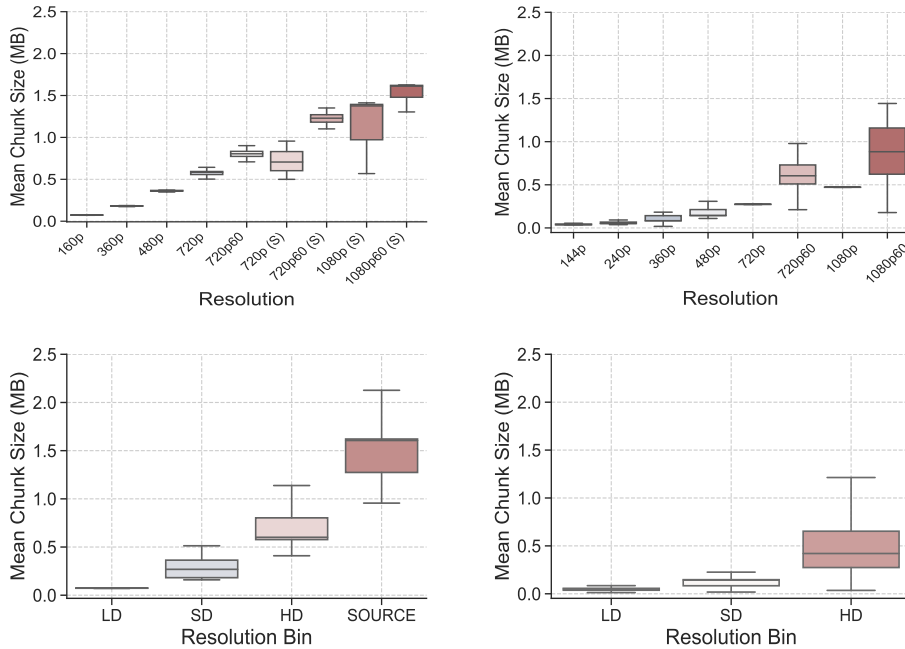 Mean Chunk Size (MB)
2.5
2.0
1.5
1.0
0.5
0.0
160p
360p
480p
720p
720p60
720p (S)
720p60 (S)
1080p (S)
1080p60 (S)
Resolution
Mean Chunk Size (MB)
2.5
2.0
1.5
1.0
0.5
0.0
144p
240p
360p
480p
720p
720p60
1080p
1080p60
Resolution
Mean Chunk Size (MB)
2.5
2.0
1.5
1.0
0.5
0.0
LD SD HD SOURCE
Resolution Bin
Mean Chunk Size (MB)
2.5
2.0
1.5
1.0
0.5
0.0
LD SD HD
Resolution Bin